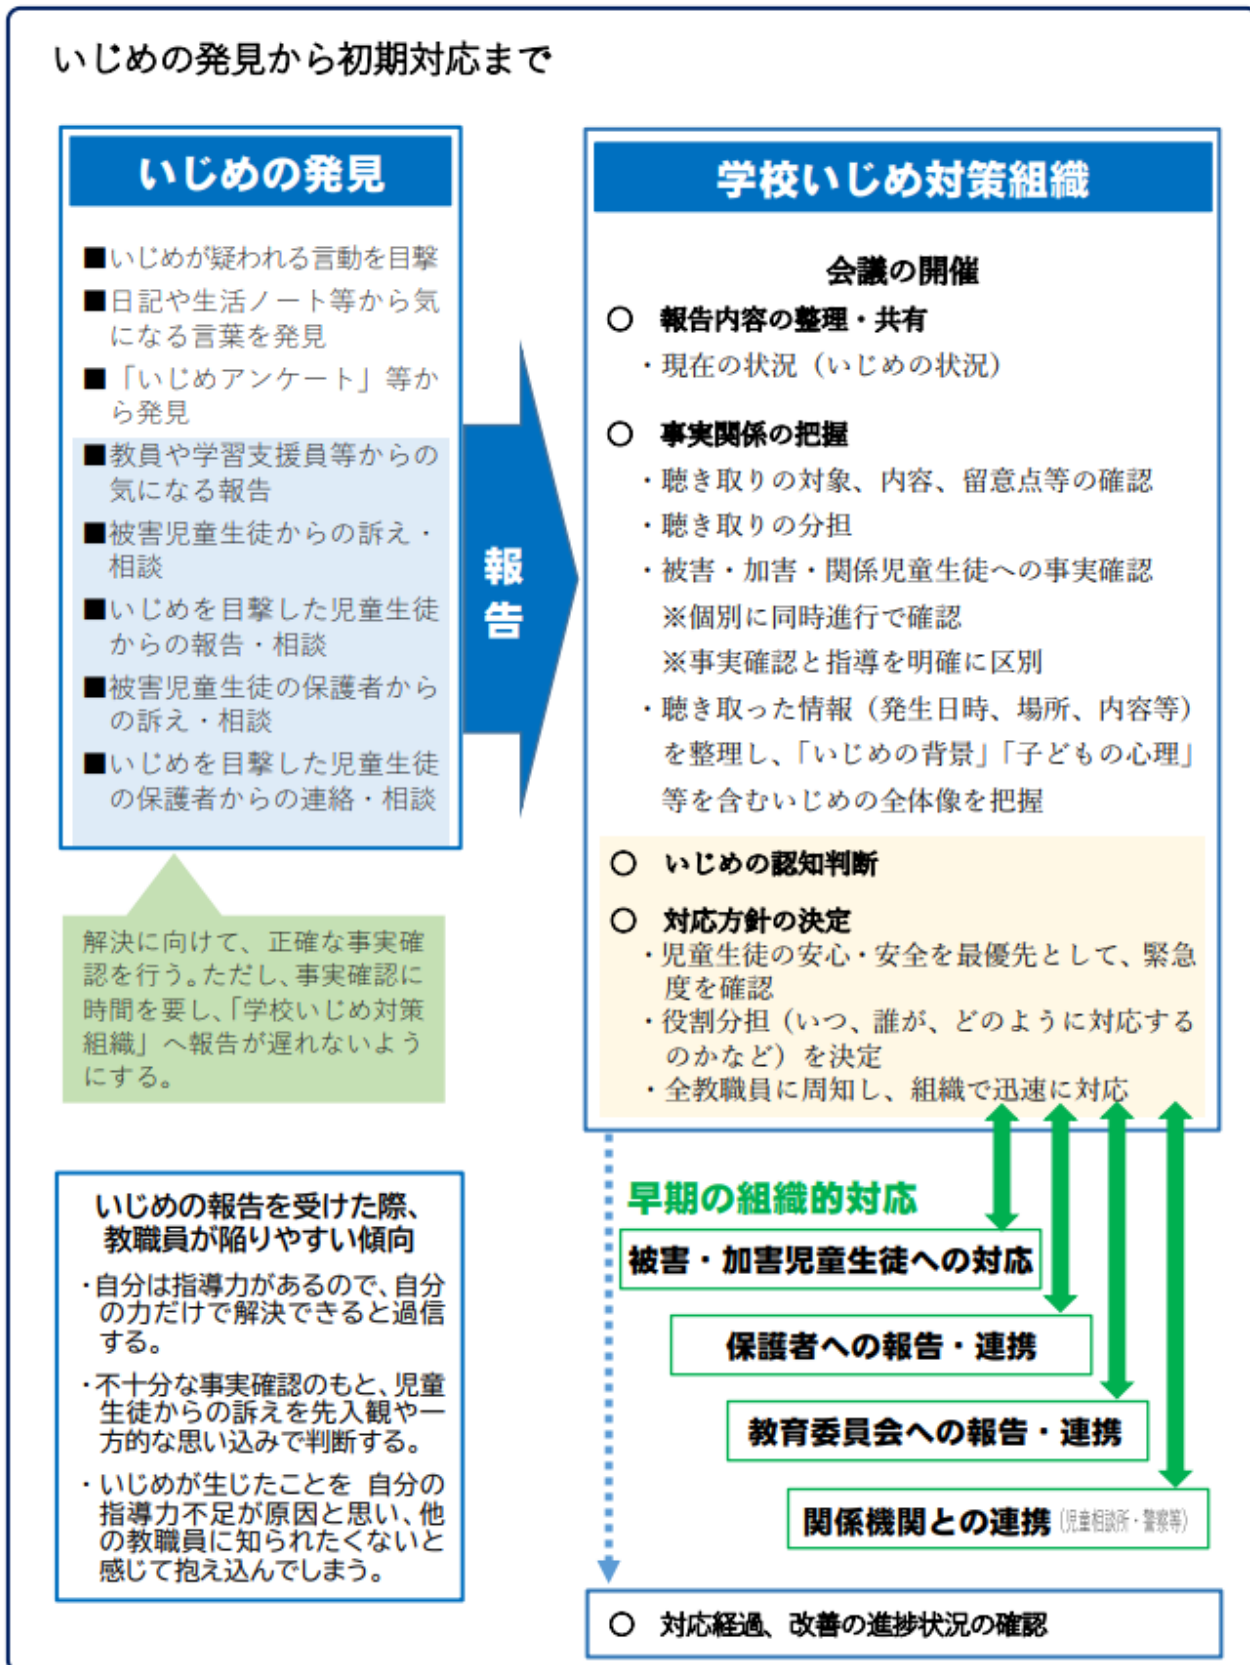 いじめの発見から初期対応まで
いじめの発見
■いじめが疑われる言動を目撃
■日記や生活ノート等から気
になる言葉を発見
■「いじめアンケート」等か
ら発見
■教員や学習支援員等からの
気になる報告
■被害児童生徒からの訴え・
相談
■いじめを目撃した児童生徒
からの報告・相談
■被害児童生徒の保護者から
の訴え・相談
■いじめを目撃した児童生徒
の保護者からの連絡・相談
解決に向けて、正確な事実確
認を行う。ただし、事実確認に
時間を要し、「学校いじめ対策
組織」へ報告が遅れないよう
にする。
報
告
学校いじめ対策組織
会議の開催
○ 報告内容の整理・共有
・現在の状況（いじめの状況）
○ 事実関係の把握
・聴き取りの対象、内容、留意点等の確認
・聴き取りの分担
・被害・加害・関係児童生徒への事実確認
※個別に同時進行で確認
※事実確認と指導を明確に区別
・聴き取った情報（発生日時、場所、内容等）
を整理し、「いじめの背景」「子どもの心理」
等を含むいじめの全体像を把握
○ いじめの認知判断
○ 対応方針の決定
・児童生徒の安心・安全を最優先として、緊急
度を確認
・役割分担（いつ、誰が、どのように対応する
のかなど）を決定
・全教職員に周知し、組織で迅速に対応
いじめの報告を受けた際、
教職員が陥りやすい傾向
・自分は指導力があるので、自分
の力だけで解決できると過信
する。
・不十分な事実確認のもと、児童
生徒からの訴えを先入観や一
方的な思い込みで判断する。
・いじめが生じたことを 自分の
指導力不足が原因と思い、他
の教職員に知られたくないと
感じて抱え込んでしまう。
早期の組織的対応
被害・加害児童生徒への対応
保護者への報告・連携
教育委員会への報告・連携
関係機関との連携（児童相談所・警察等）
○ 対応経過、改善の進捗状況の確認